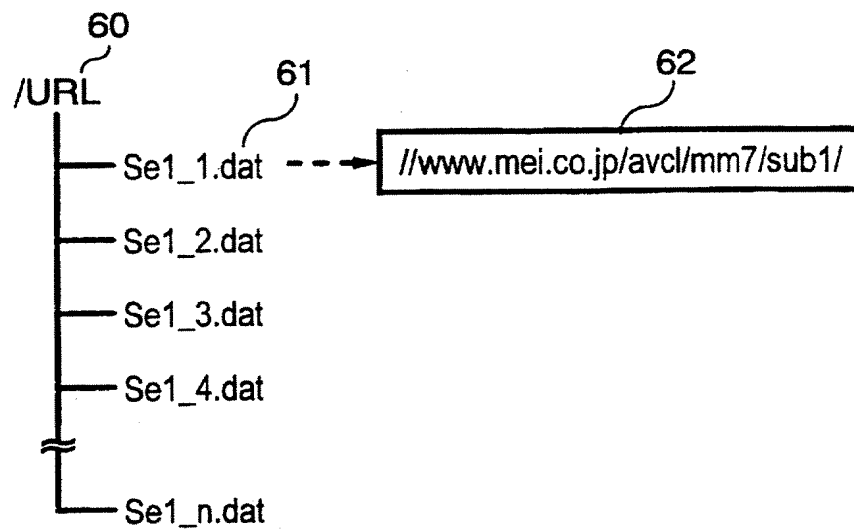 60
/URL
61
62
Se1_1.dat
//www.mei.co.jp/avcl/mm7/sub1/
Se1_2.dat
Se1_3.dat
Se1_4.dat
Se1_n.dat